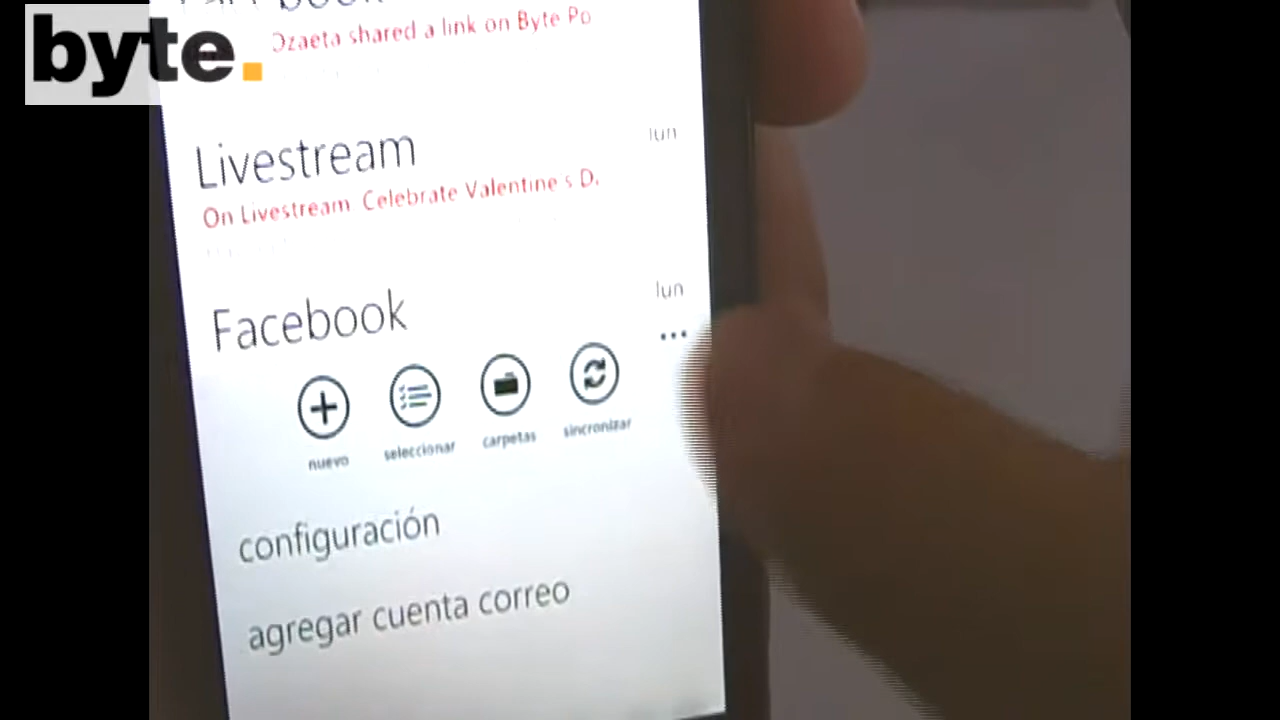 byte.
Ozaeta shared a link on Byte Po
Livestream
lun
On Livestream Celebrate Valentine s D.
Facebook
lun
...
nuevo
seleccionar
carpetas
sincronizar
configuración
agregar cuenta correo